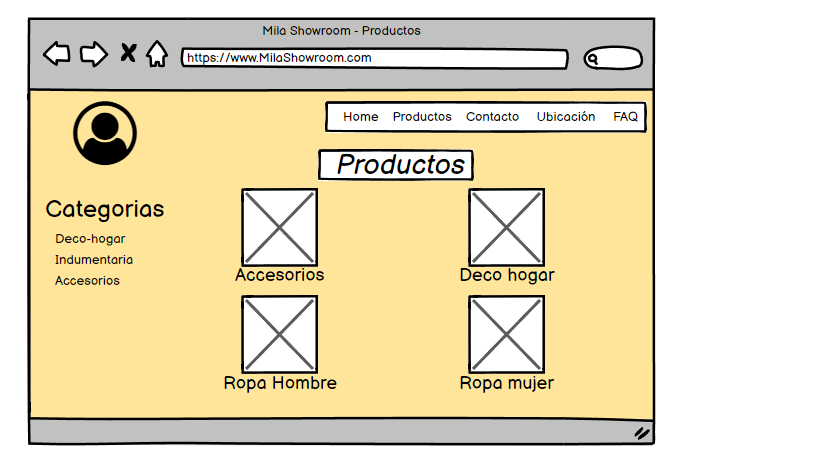 Mila Showroom - Productos
https://www.MilaShowroom.com
Home Productos Contacto Ubicación FAQ
Productos
Categorias
Deco-hogar
Indumentaria
Accesorios
Accesorios Deco hogar
Ropa Hombre Ropa mujer